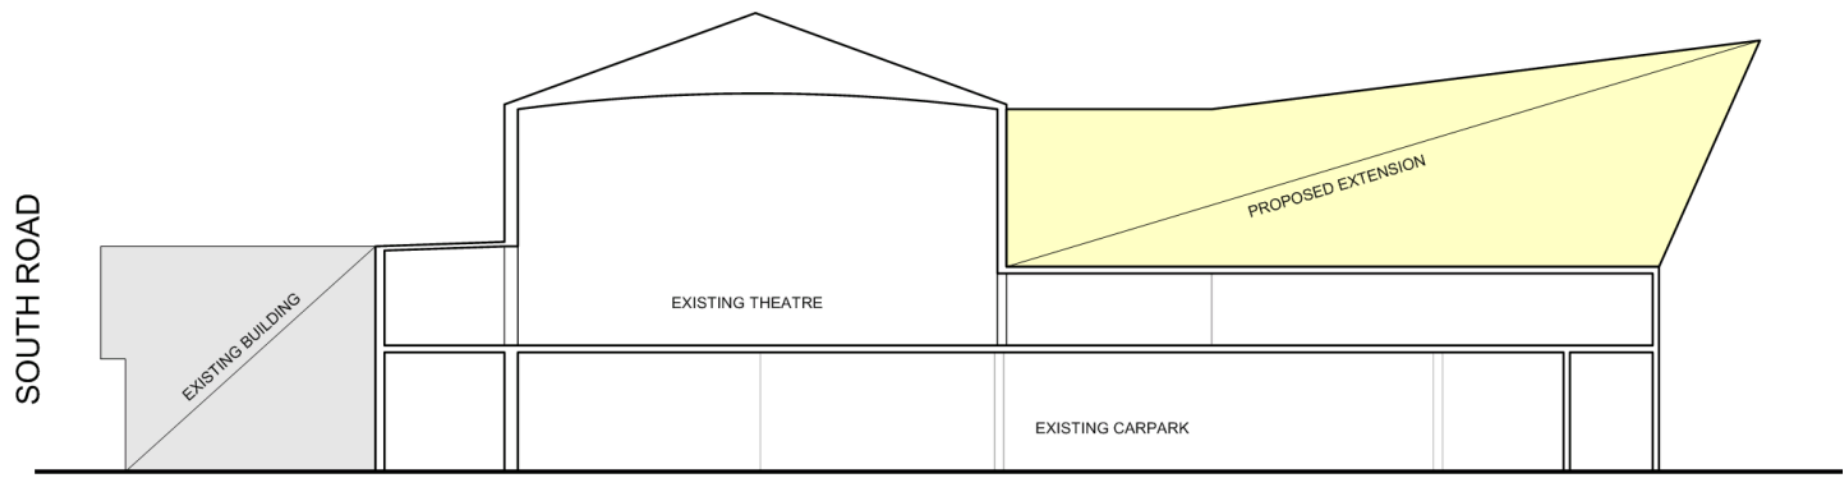 SOUTH ROAD
EXISTING BUILDING
EXISTING THEATRE
PROPOSED EXTENSION
EXISTING CARPARK